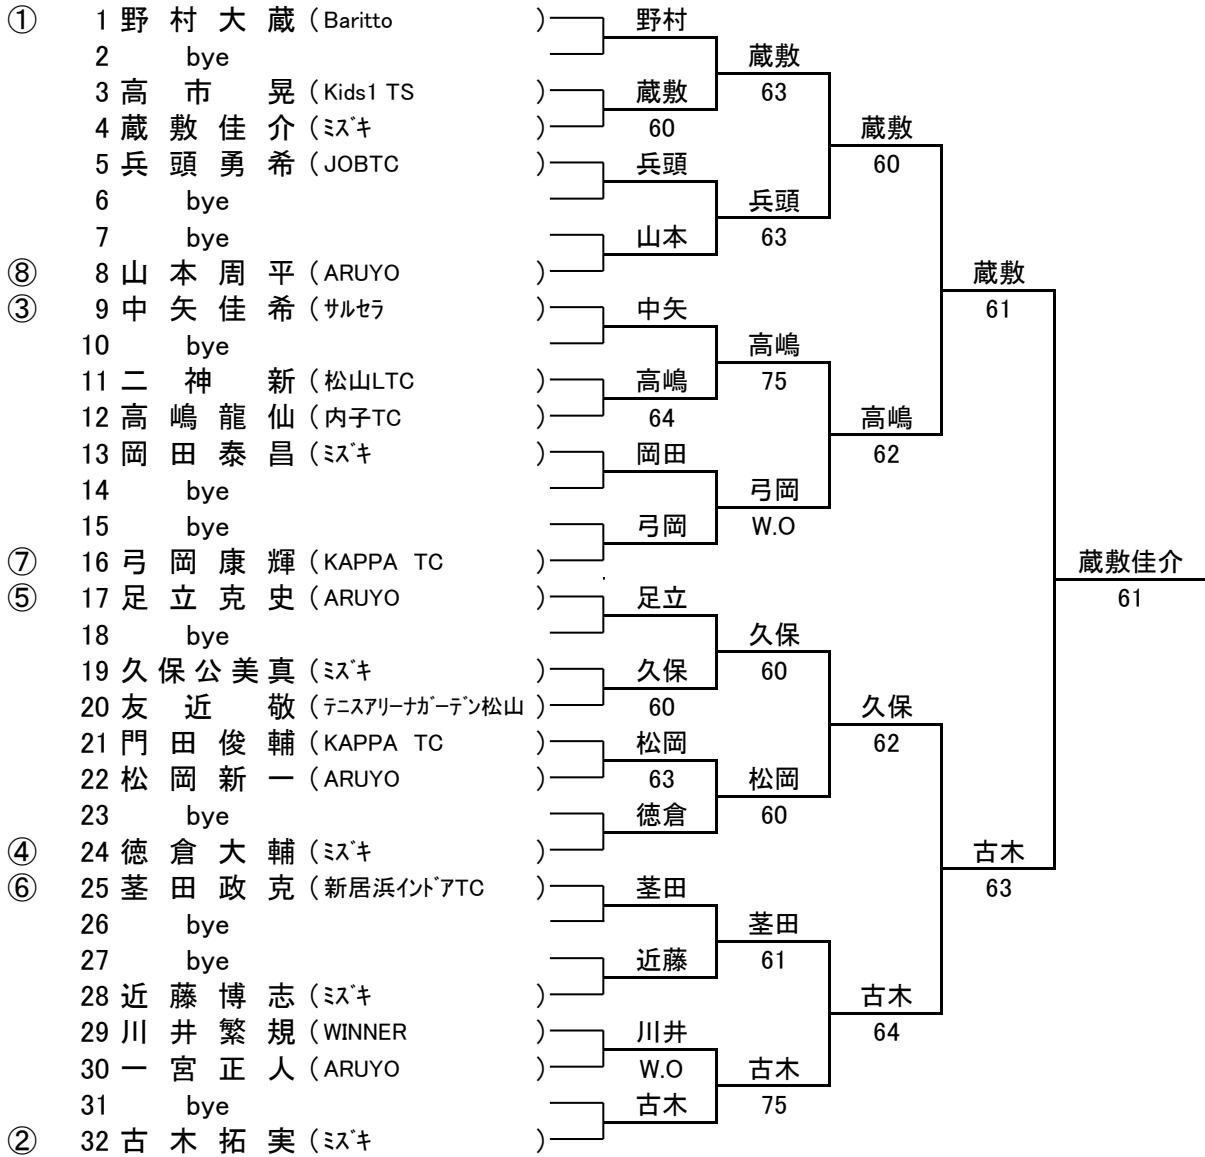 ① 1 野村大蔵 (Baritto ) 野村
2 bye 蔵敷
3 高市 晃 (Kids1 TS ) 蔵敷 63
4 蔵敷佳介 (ミズキ ) 60 蔵敷
5 兵頭勇希 (JOBTC ) 兵頭 60
6 bye 兵頭
7 bye 山本 63
⑧ 8 山本周平 (ARUYO ) 蔵敷
③ 9 中矢佳希 (サルセラ ) 中矢 61
10 bye 高嶋
11 二神 新 (松山LTC ) 高嶋 75
12 高嶋龍仙 (内子TC ) 64 高嶋
13 岡田泰昌 (ミズキ ) 岡田 62
14 bye 弓岡
15 bye 弓岡 W.O
⑦ 16 弓岡康輝 (KAPPA TC ) 蔵敷佳介
⑤ 17 足立克史 (ARUYO ) 足立 61
18 bye 久保
19 久保公美真 (ミズキ ) 久保 60
20 友近 敬 (テニスアリーナガーデン松山 ) 60 久保
21 門田俊輔 (KAPPA TC ) 松岡 62
22 松岡新一 (ARUYO ) 63 松岡
23 bye 徳倉 60
④ 24 徳倉大輔 (ミズキ ) 古木
⑥ 25 茎田政克 (新居浜インドアTC ) 茎田 63
26 bye 茎田
27 bye 近藤 61
28 近藤博志 (ミズキ ) 古木
29 川井繁規 (WINNER ) 川井 64
30 一宮正人 (ARUYO ) W.O 古木
31 bye 古木 75
② 32 古木拓実 (ミズキ )